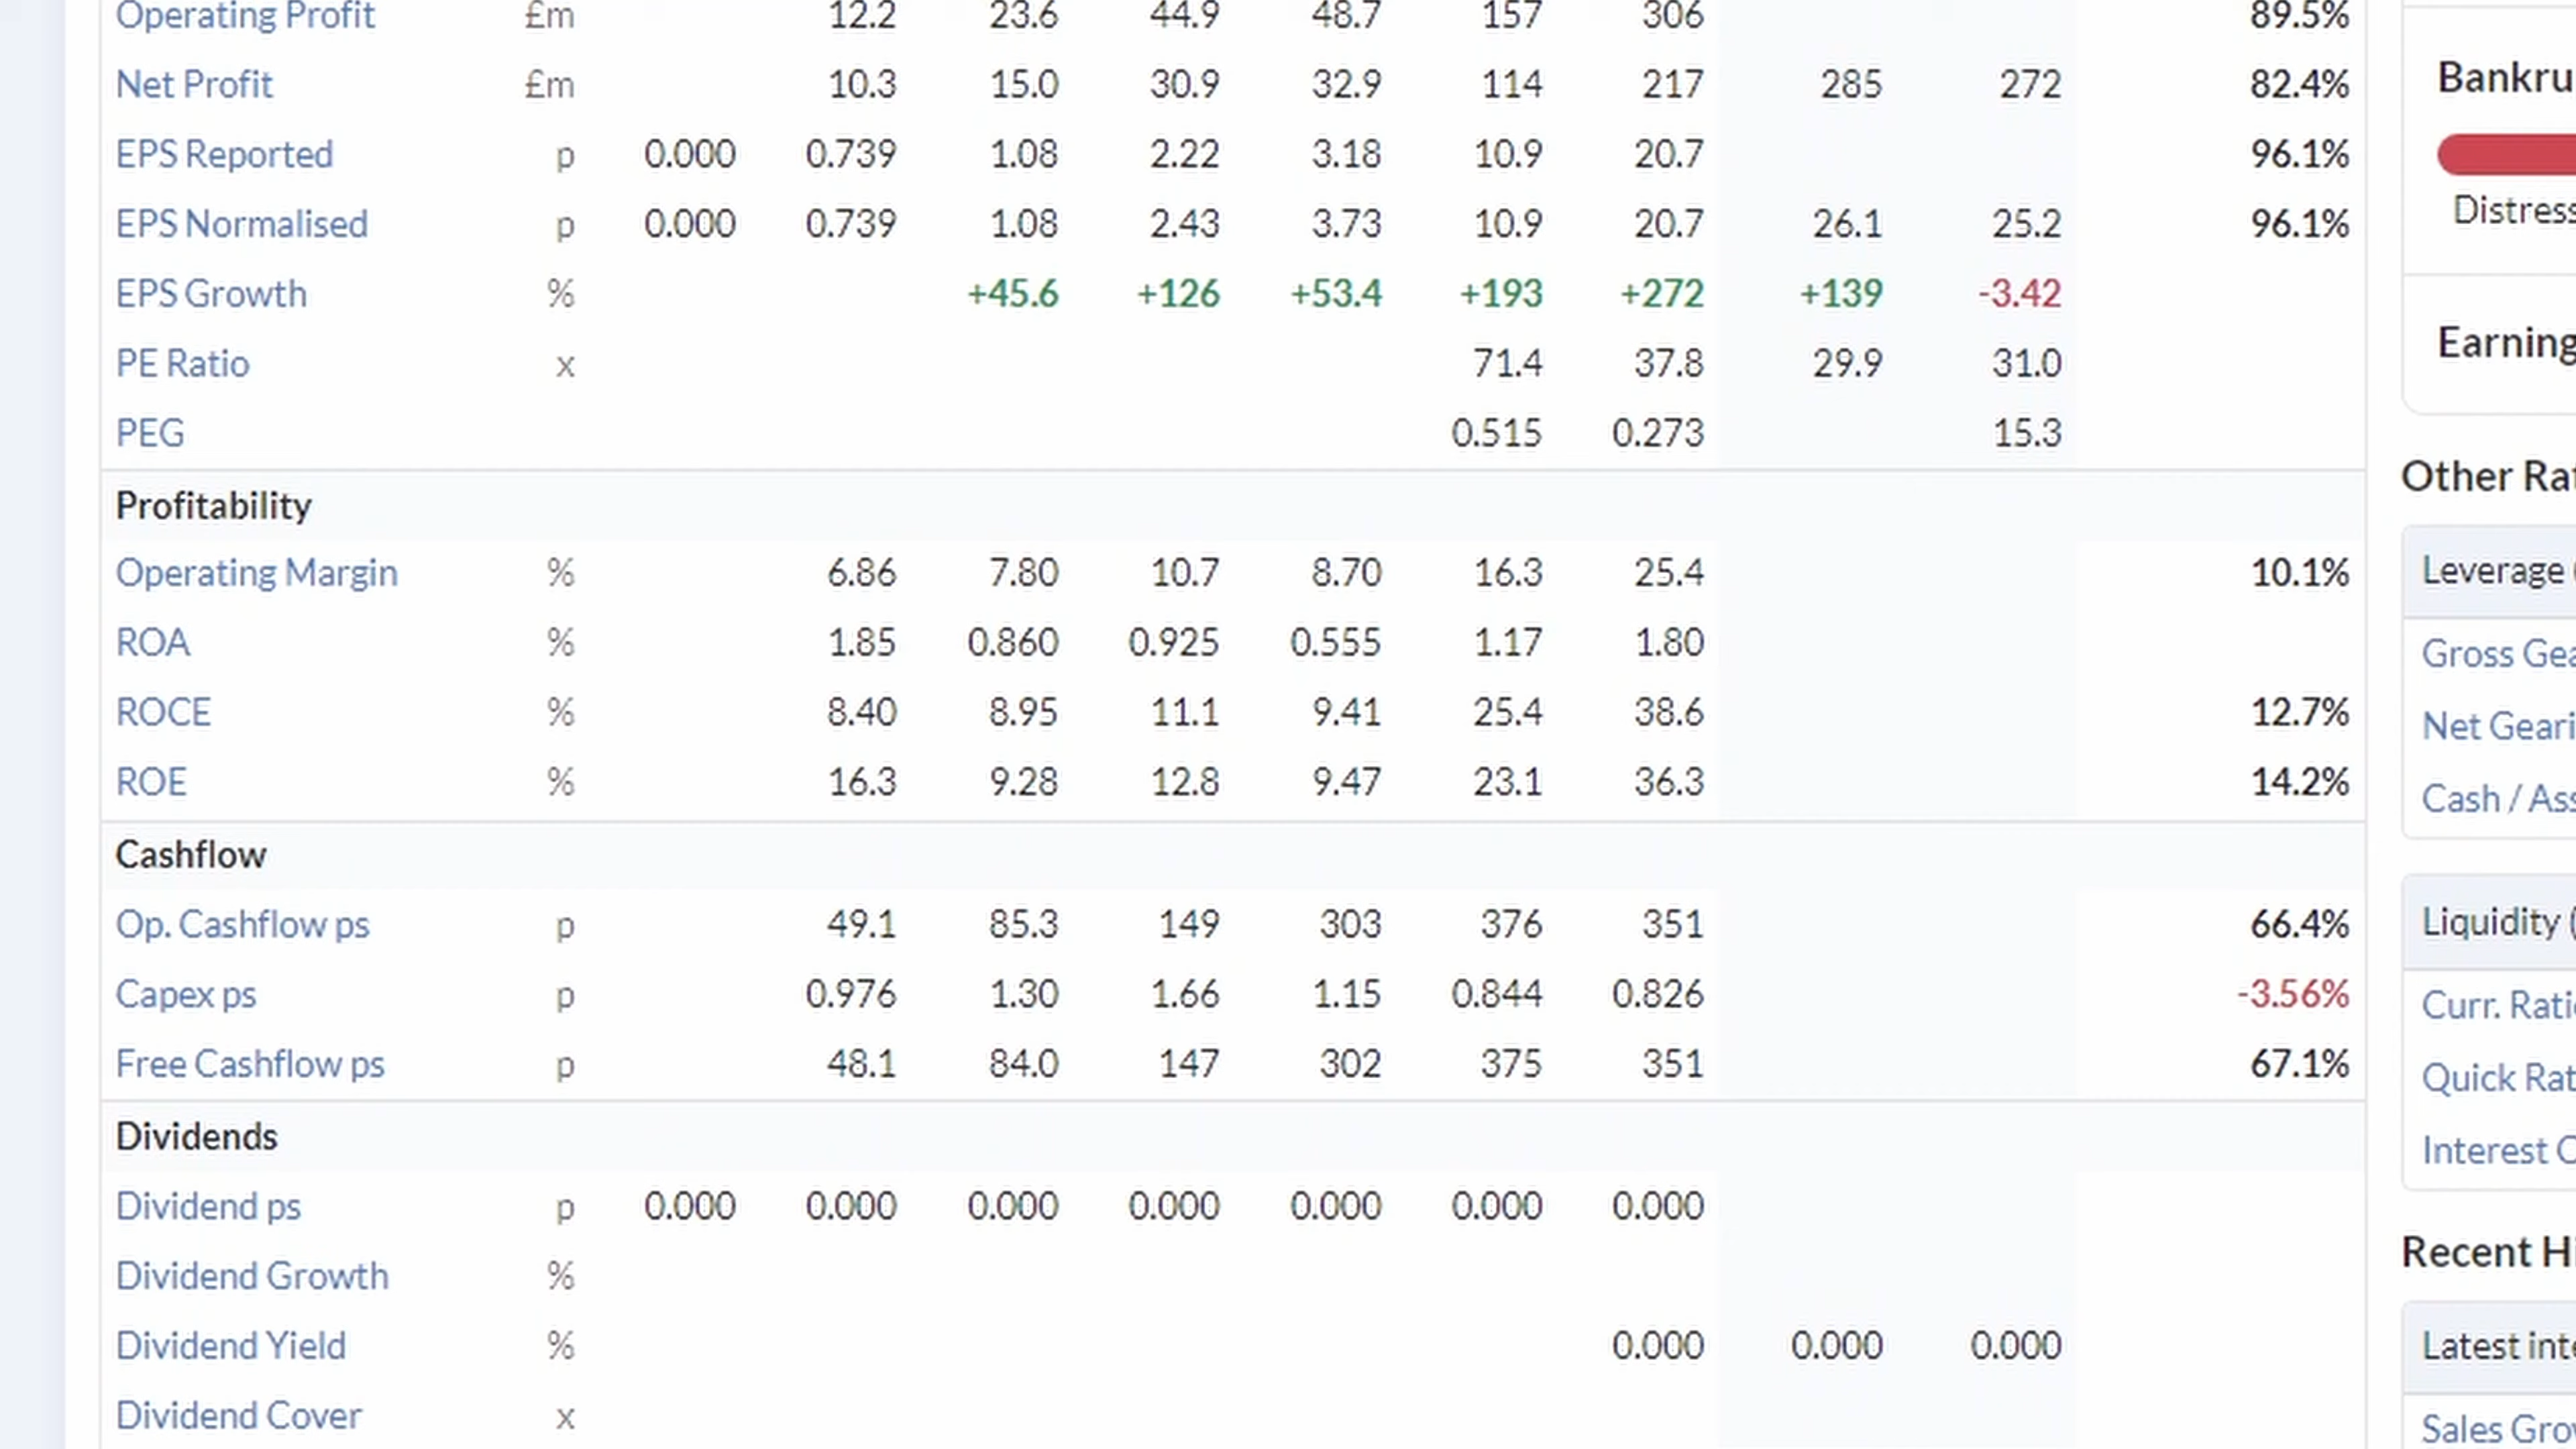 Operating Profit £m 12.2 23.6 44.9 48.7 157 306 89.5%
Net Profit £m 10.3 15.0 30.9 32.9 114 217 285 272 82.4%
EPS Reported p 0.000 0.739 1.08 2.22 3.18 10.9 20.7 96.1%
EPS Normalised p 0.000 0.739 1.08 2.43 3.73 10.9 20.7 26.1 25.2 96.1%
EPS Growth % +45.6 +126 +53.4 +193 +272 +139 -3.42
PE Ratio x 71.4 37.8 29.9 31.0
PEG 0.515 0.273 15.3
Profitability
Operating Margin % 6.86 7.80 10.7 8.70 16.3 25.4 10.1%
ROA % 1.85 0.860 0.925 0.555 1.17 1.80
ROCE % 8.40 8.95 11.1 9.41 25.4 38.6 12.7%
ROE % 16.3 9.28 12.8 9.47 23.1 36.3 14.2%
Cashflow
Op. Cashflow ps p 49.1 85.3 149 303 376 351 66.4%
Capex ps p 0.976 1.30 1.66 1.15 0.844 0.826 -3.56%
Free Cashflow ps p 48.1 84.0 147 302 375 351 67.1%
Dividends
Dividend ps p 0.000 0.000 0.000 0.000 0.000 0.000 0.000
Dividend Growth %
Dividend Yield % 0.000 0.000 0.000
Dividend Cover x
Bankru
Distress
Earning
Other Rat
Leverage (
Gross Gea
Net Geari
Cash / Ass
Liquidity (
Curr. Ratio
Quick Rat
Interest C
Recent Hi
Latest inte
Sales Grow